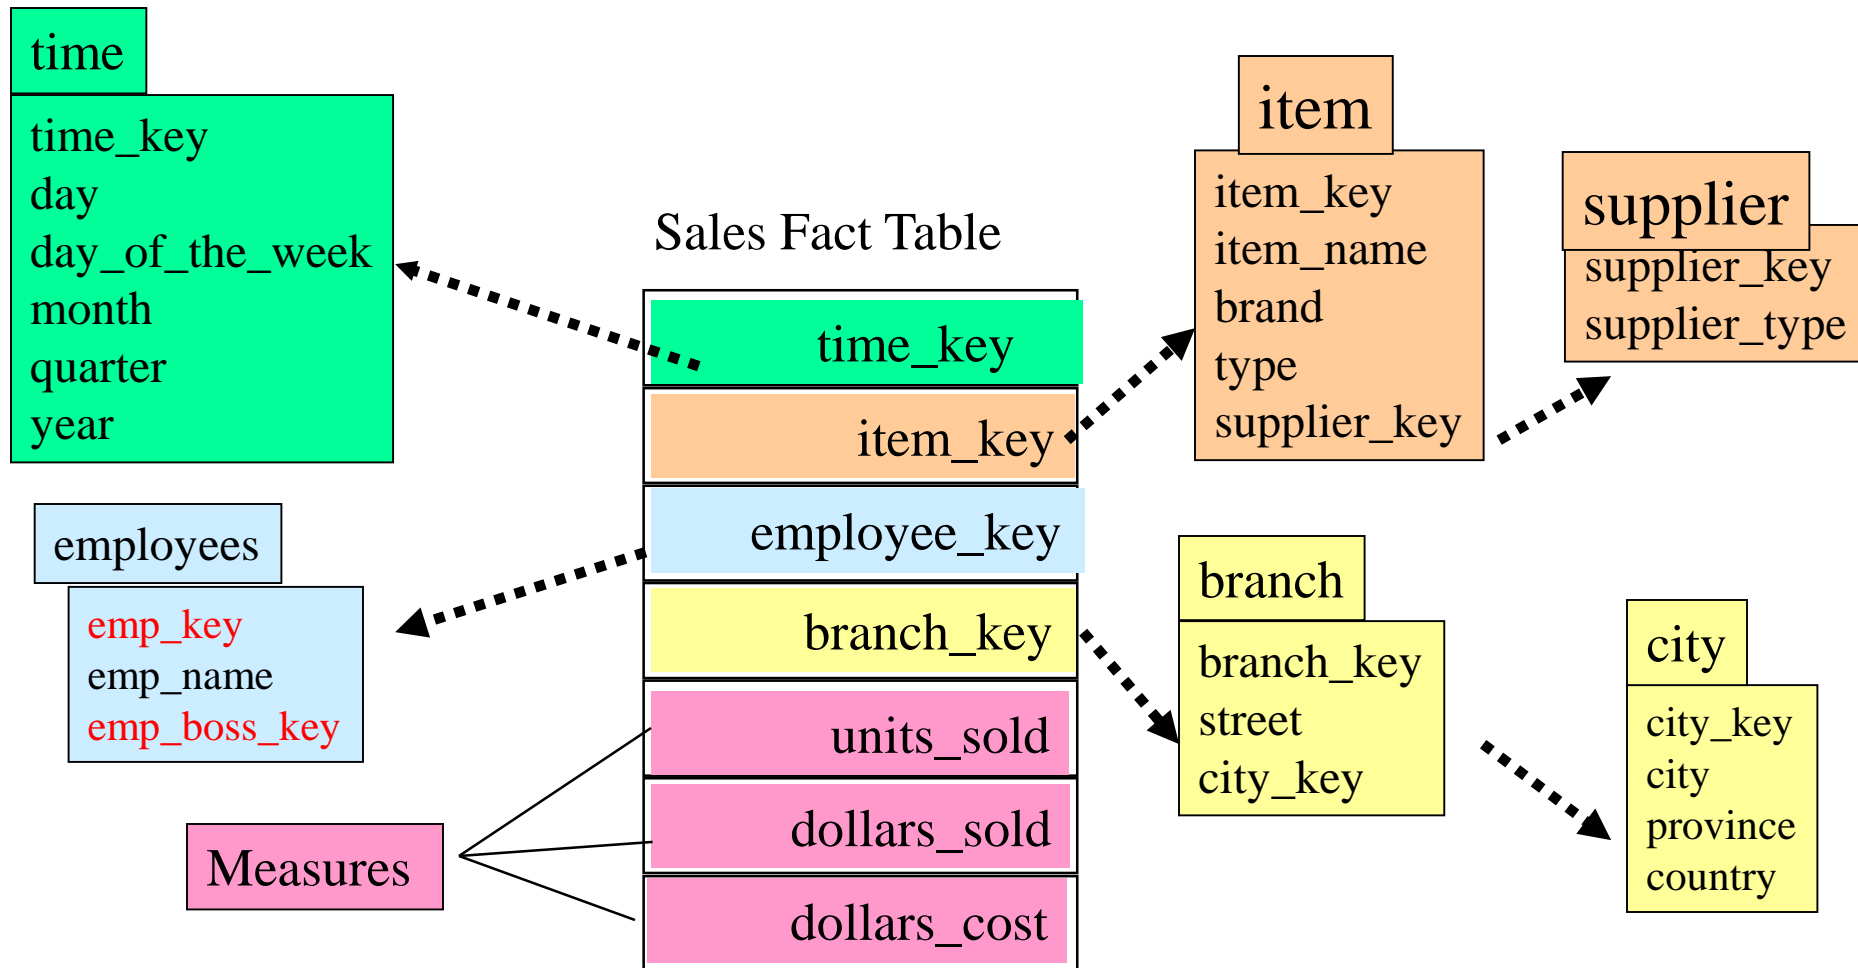 time
time_key
day
day_of_the_week
month
quarter
year
employees
emp_key
emp_name
emp_boss_key
Measures
Sales Fact Table
time_key
item_key
employee_key
branch_key
units_sold
dollars_sold
dollars_cost
item
item_key
item_name
brand
type
supplier_key
supplier
supplier_key
supplier_type
branch
branch_key
street
city_key
city
city_key
city
province
country